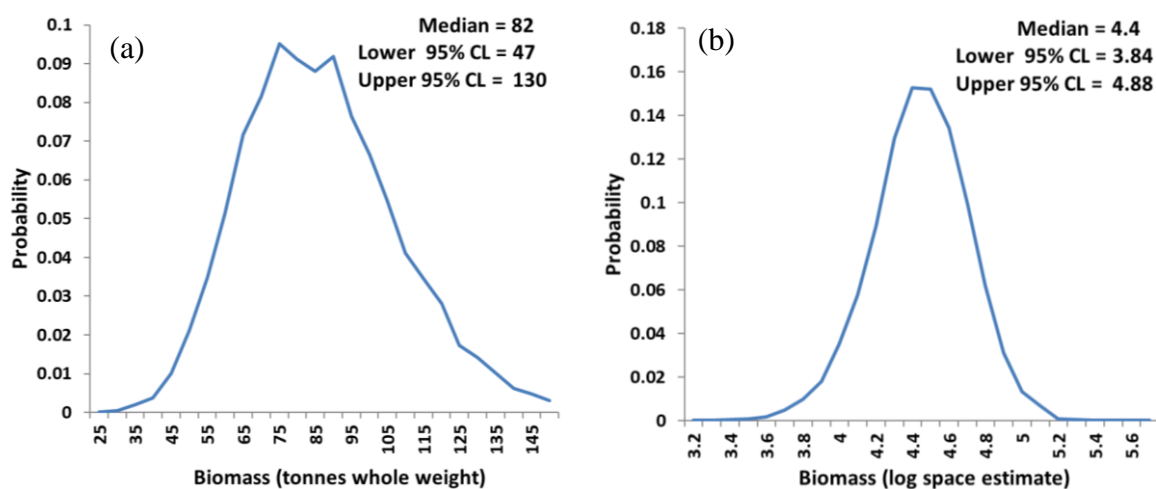 (a)
Median = 82
Lower 95% CL = 47
Upper 95% CL = 130
Probability
0.1
0.09
0.08
0.07
0.06
0.05
0.04
0.03
0.02
0.01
0
25 35 45 55 65 75 85 95 105 115 125 135 145
Biomass (tonnes whole weight)
(b)
Median = 4.4
Lower 95% CL = 3.84
Upper 95% CL = 4.88
Probability
0.18
0.16
0.14
0.12
0.1
0.08
0.06
0.04
0.02
0
3.2 3.4 3.6 3.8 4 4.2 4.4 4.6 4.8 5 5.2 5.4 5.6
Biomass (log space estimate)